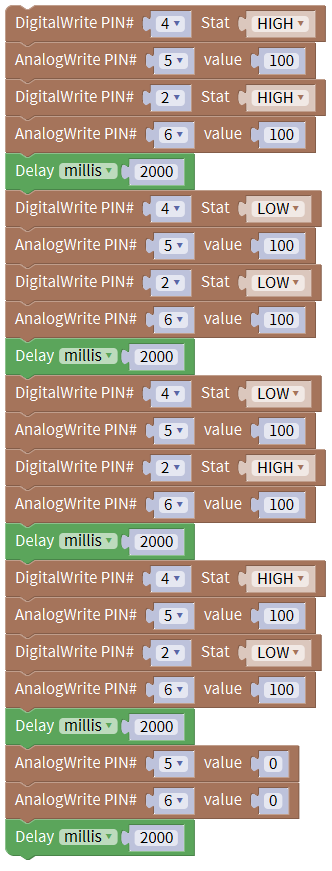 DigitalWrite PIN# 4 Stat HIGH
AnalogWrite PIN# 5 value 100
DigitalWrite PIN# 2 Stat HIGH
AnalogWrite PIN# 6 value 100
Delay millis 2000
DigitalWrite PIN# 4 Stat LOW
AnalogWrite PIN# 5 value 100
DigitalWrite PIN# 2 Stat LOW
AnalogWrite PIN# 6 value 100
Delay millis 2000
DigitalWrite PIN# 4 Stat LOW
AnalogWrite PIN# 5 value 100
DigitalWrite PIN# 2 Stat HIGH
AnalogWrite PIN# 6 value 100
Delay millis 2000
DigitalWrite PIN# 4 Stat HIGH
AnalogWrite PIN# 5 value 100
DigitalWrite PIN# 2 Stat LOW
AnalogWrite PIN# 6 value 100
Delay millis 2000
AnalogWrite PIN# 5 value 0
AnalogWrite PIN# 6 value 0
Delay millis 2000